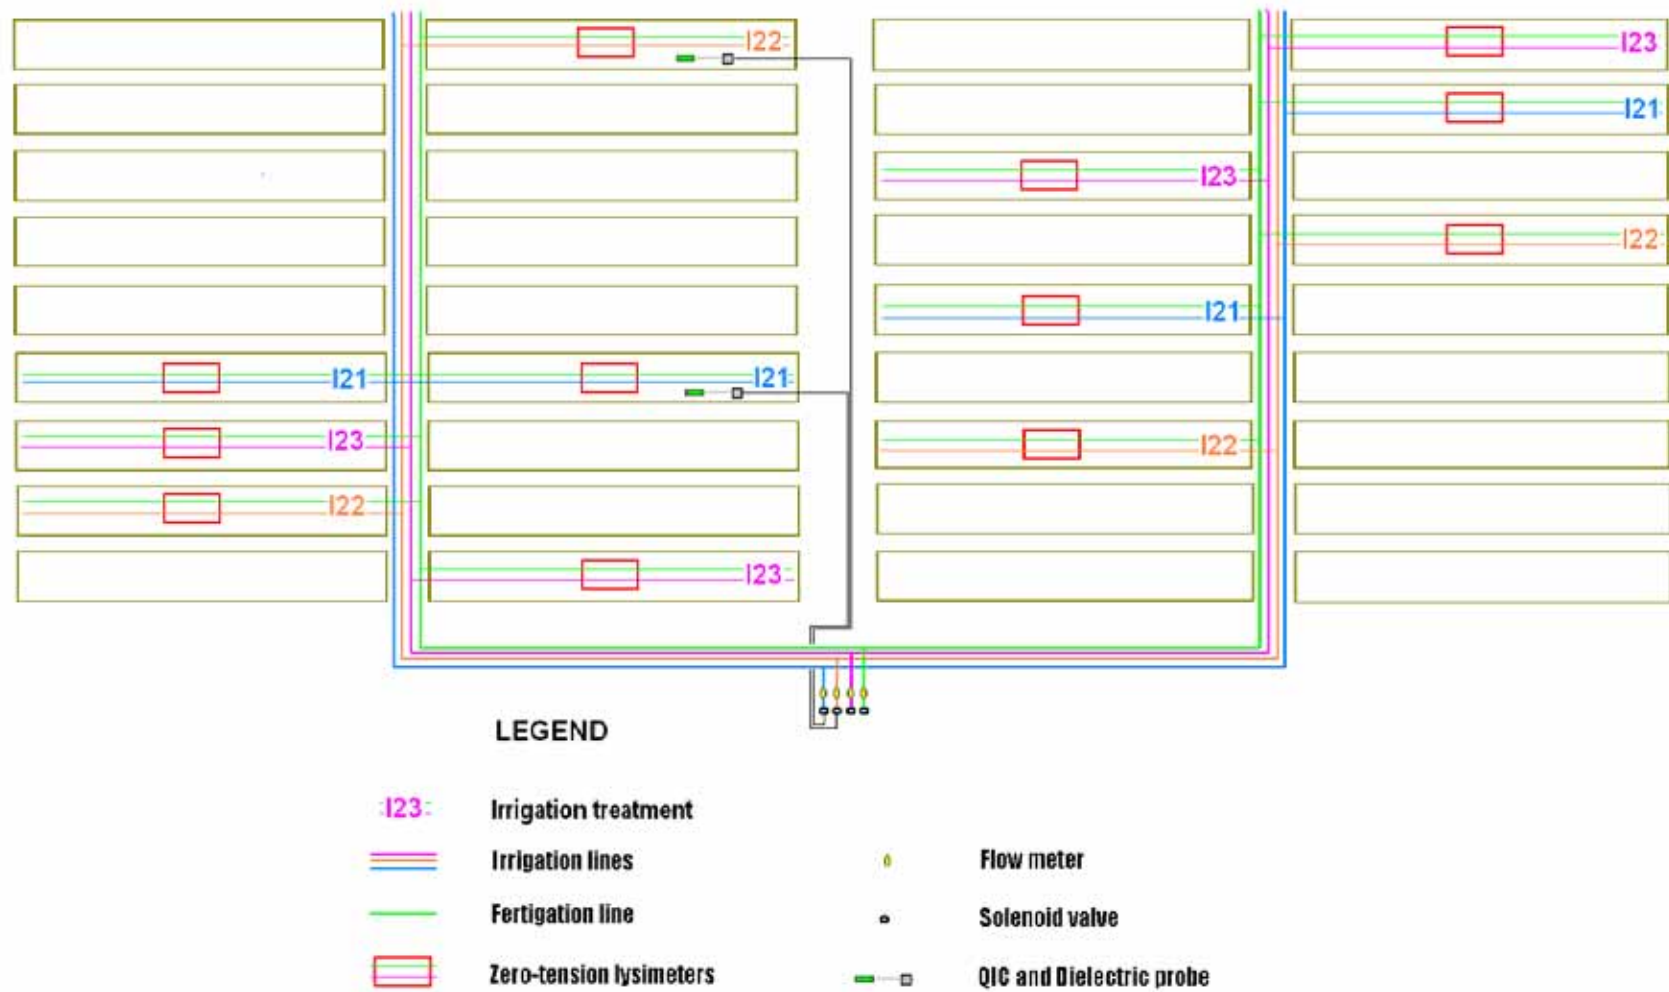 I22
I23
I21
I23
I22
I21
I21
I21
I23
I22
I22
I23
LEGEND
I23
Irrigation treatment
Irrigation lines
Flow meter
Fertigation line
Solenoid valve
Zero-tension lysimeters
QIC and Dielectric probe